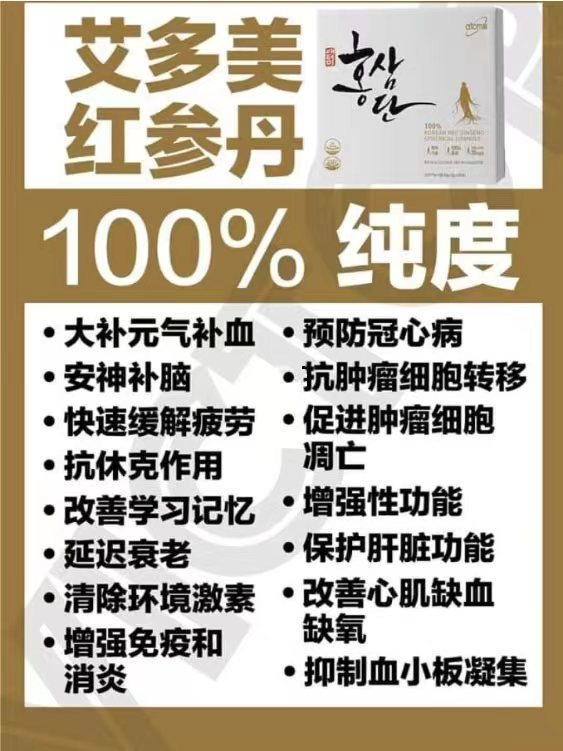 艾多美
红参丹
atomy
홍삼단
100%
KOREAN RED GINSENG
100% 纯度
• 大补元气补血
• 安神补脑
• 快速缓解疲劳
• 抗休克作用
• 改善学习记忆
• 延迟衰老
• 清除环境激素
• 增强免疫和
消炎
• 预防冠心病
• 抗肿瘤细胞转移
• 促进肿瘤细胞
凋亡
• 增强性功能
• 保护肝脏功能
• 改善心肌缺血
缺氧
• 抑制血小板凝集